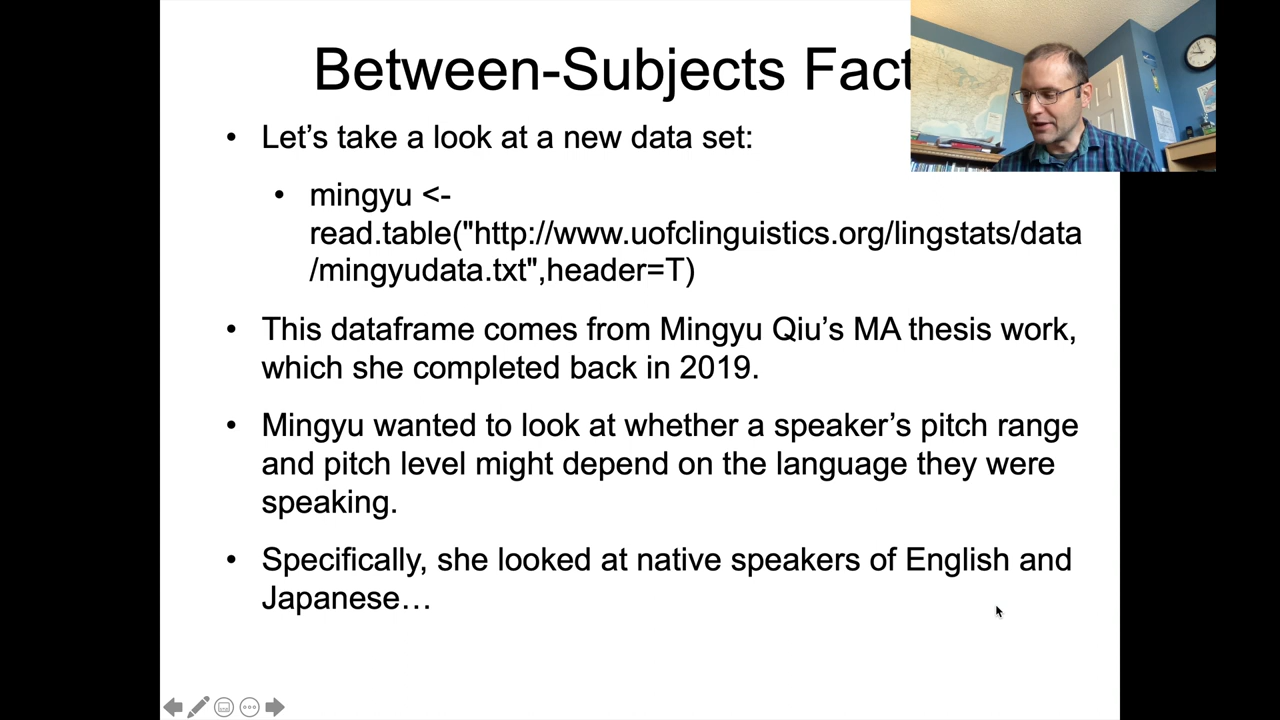 Between-Subjects Fact
• Let’s take a look at a new data set:
• mingyu <-
read.table("http://www.uofclinguistics.org/lingstats/data
/mingyudata.txt",header=T)
• This dataframe comes from Mingyu Qiu’s MA thesis work,
which she completed back in 2019.
• Mingyu wanted to look at whether a speaker’s pitch range
and pitch level might depend on the language they were
speaking.
• Specifically, she looked at native speakers of English and
Japanese…